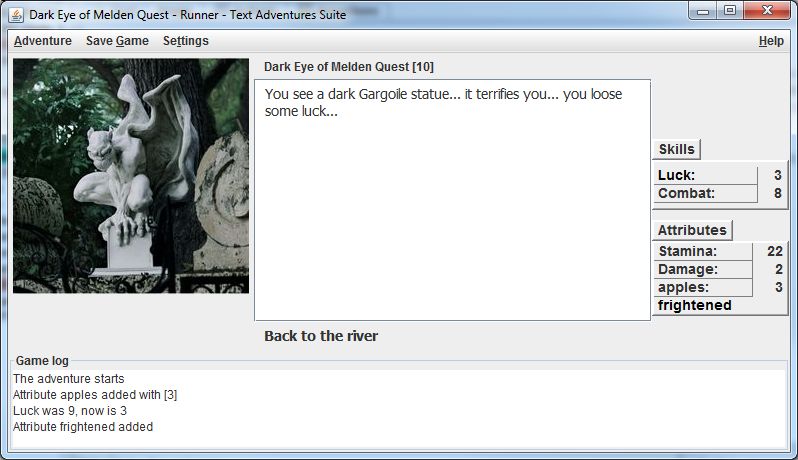 Dark Eye of Melden Quest - Runner - Text Adventures Suite
Adventure Save Game Settings Help
Dark Eye of Melden Quest [10]
You see a dark Gargoile statue... it terrifies you... you loose
some luck...
Skills
Luck: 3
Combat: 8
Attributes
Stamina: 22
Damage: 2
apples: 3
frightened
Back to the river
Game log
The adventure starts
Attribute apples added with [3]
Luck was 9, now is 3
Attribute frightened added